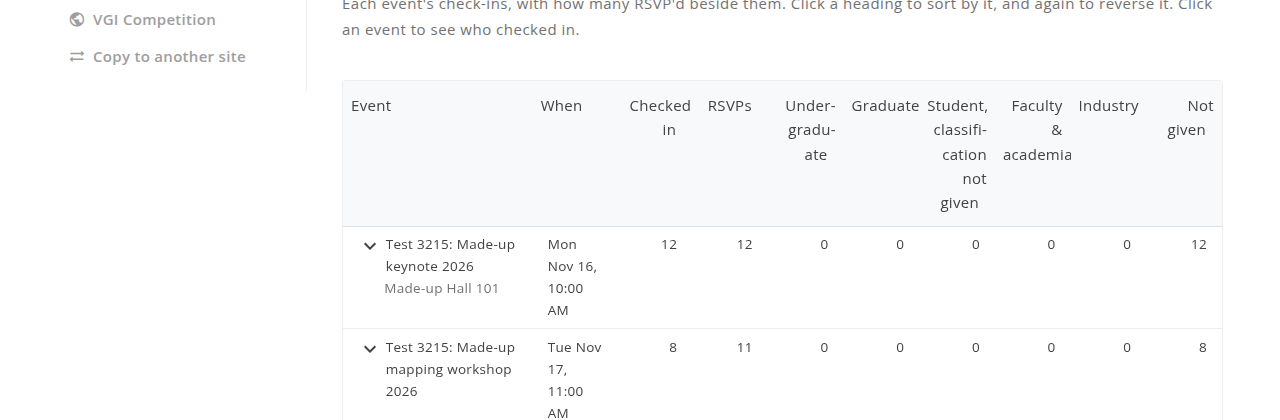 VGI Competition
Copy to another site
Each event's check-ins, with how many RSVP'd beside them. Click a heading to sort by it, and again to reverse it. Click
an event to see who checked in.
Event
When
Checked
in
RSVPs
Under-
gradu-
ate
Graduate
Student,
classifi-
cation
not
given
Faculty
&
academia
Industry
Not
given
Test 3215: Made-up
keynote 2026
Made-up Hall 101
Mon
Nov 16,
10:00
AM
12
12
0
0
0
0
0
12
Test 3215: Made-up
mapping workshop
2026
Tue Nov
17,
11:00
AM
8
11
0
0
0
0
0
8